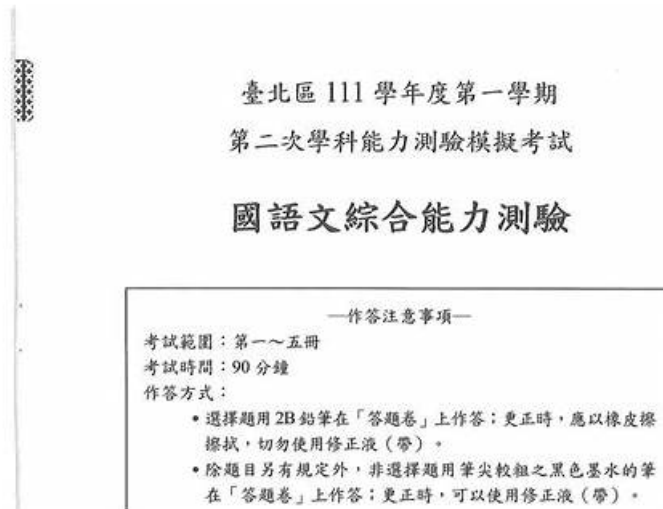 臺北區 111 學年度第一學期
第二次學科能力測驗模擬考試
國語文綜合能力測驗
—作答注意事項—
考試範圍：第一～五冊
考試時間：90 分鐘
作答方式：
• 選擇題用 2B 鉛筆在「答題卷」上作答；更正時，應以橡皮擦
擦拭，切勿使用修正液（帶）。
• 除題目另有規定外，非選擇題用筆尖較粗之黑色墨水的筆
在「答題卷」上作答；更正時，可以使用修正液（帶）。